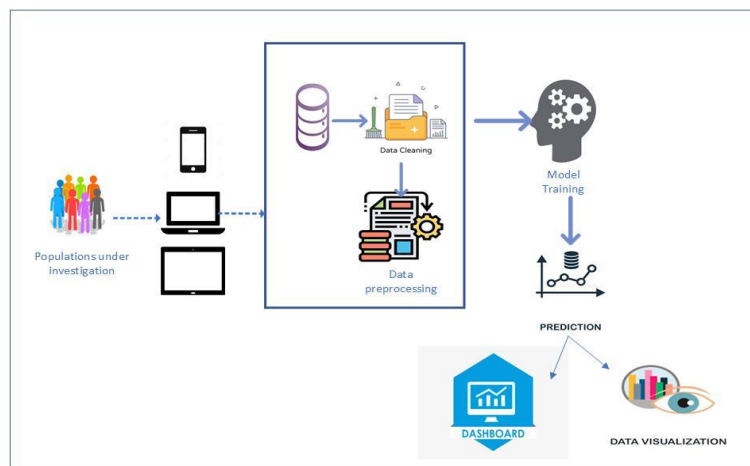 Data Cleaning
Model
Training
Populations under
investigation
Data
preprocessing
PREDICTION
DASHBOARD
DATA VISUALIZATION